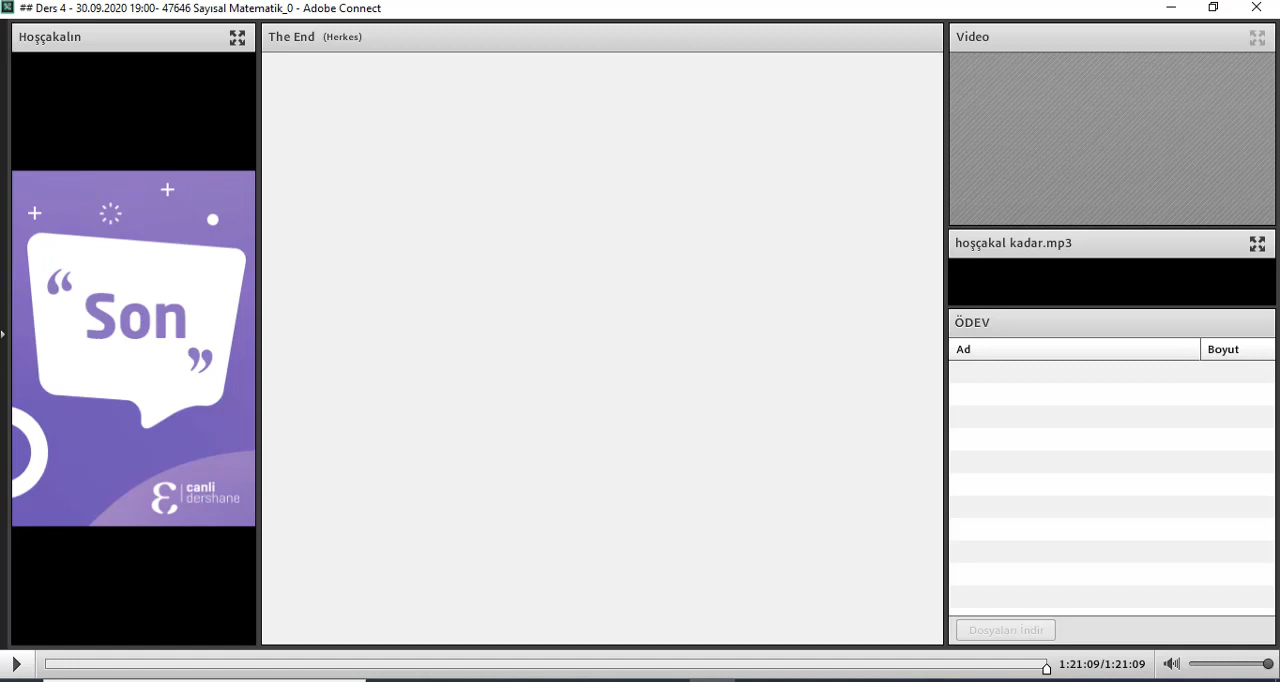 ## Ders 4 - 30.09.2020 19:00- 47646 Sayısal Matematik_0 - Adobe Connect
Hoşçakalın
The End (Herkes)
Video
“ Son ”
canli
dershane
hoşçakal kadar.mp3
ÖDEV
Ad Boyut
Dosyaları İndir
1:21:09/1:21:09